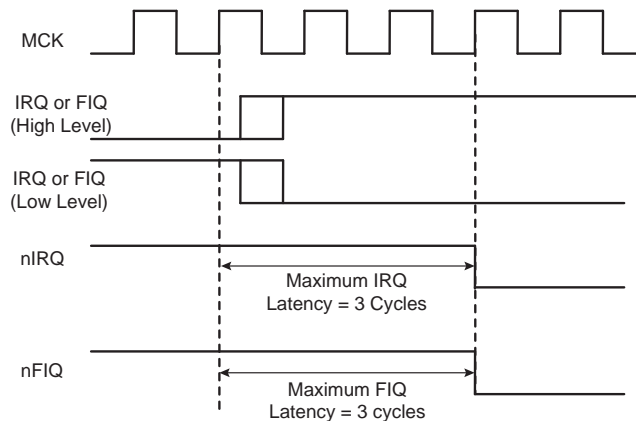 MCK
IRQ or FIQ
(High Level)
IRQ or FIQ
(Low Level)
nIRQ
Maximum IRQ
Latency = 3 Cycles
nFIQ
Maximum FIQ
Latency = 3 cycles